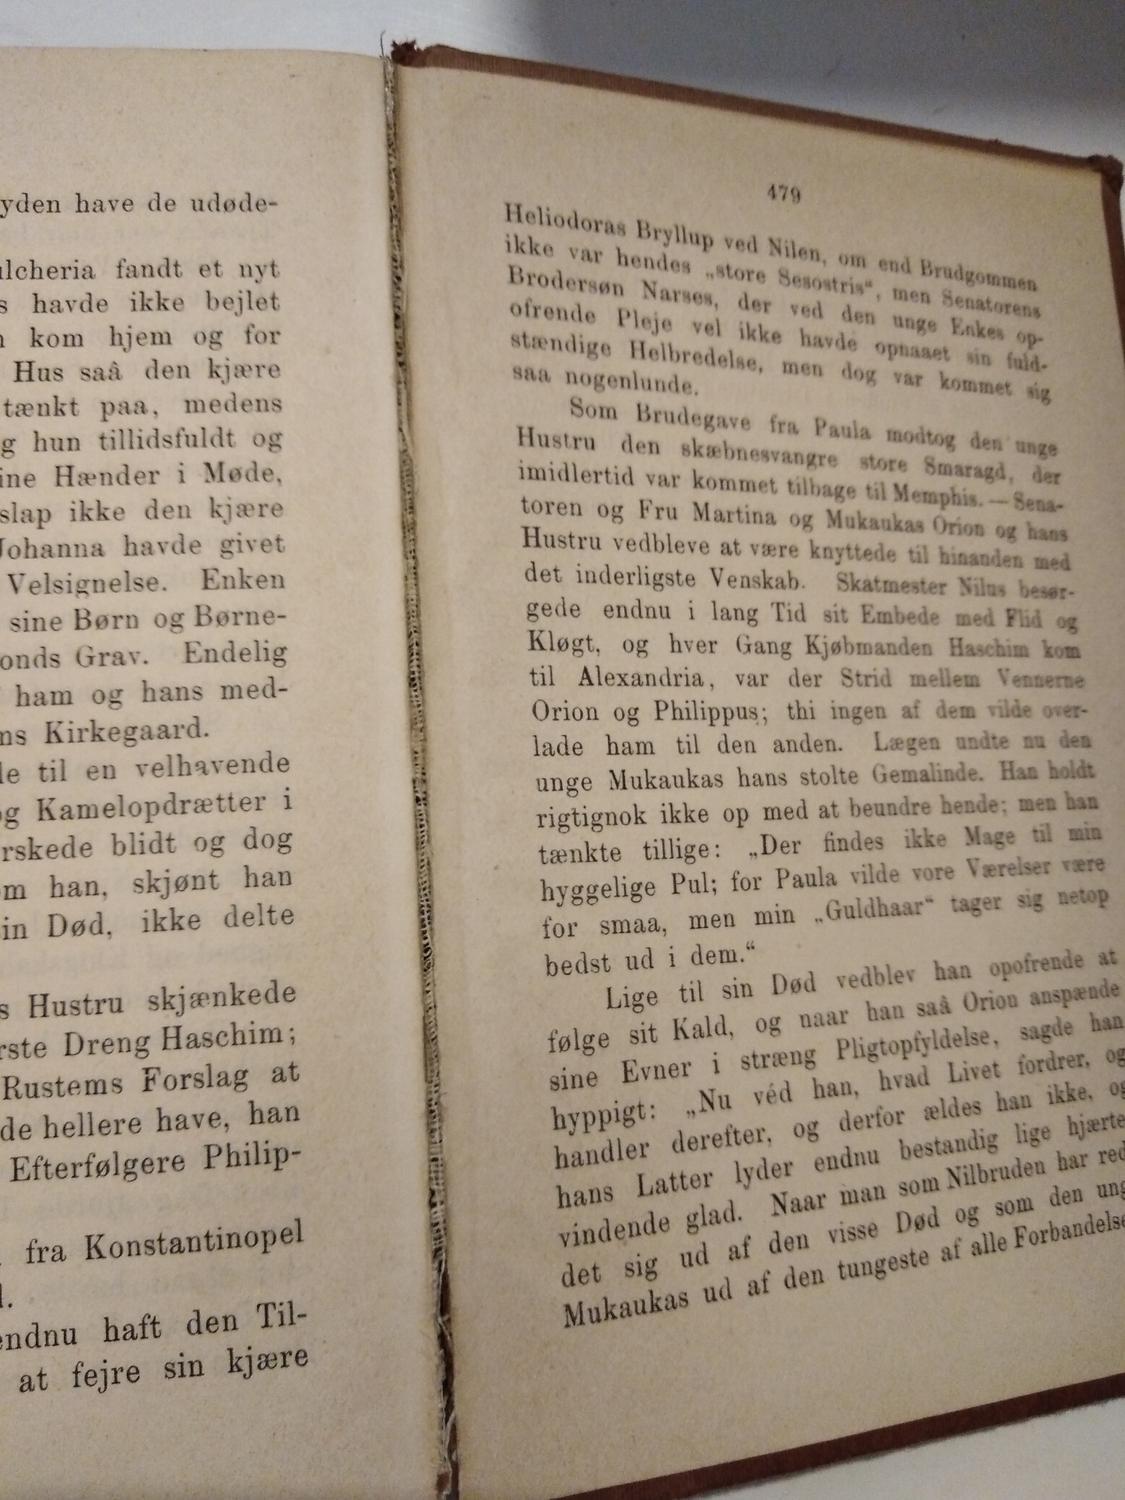 yden have de udøde-
ulcheria fandt et nyt
s havde ikke bejlet
kom hjem og for
Hus saå den kjære
tænkt paa, medens
g hun tillidsfuldt og
ine Hænder i Møde,
slap ikke den kjære
Johanna havde givet
Velsignelse. Enken
sine Børn og Børne-
onds Grav. Endelig
ham og hans med-
ns Kirkegaard.
le til en velhavende
og Kamelopdrætter i
rskede blidt og dog
om han, skjønt han
in Død, ikke delte
s Hustru skjænkede
rste Dreng Haschim;
Rustems Forslag at
de hellere have, han
Efterfølgere Philip-
fra Konstantinopel
l.
endnu haft den Til-
at fejre sin kjære
479
Heliodoras Bryllup ved Nilen, om end Brudgommen
ikke var hendes „store Sesostris“, men Senatorens
Brodersøn Narses, der ved den unge Enkes op-
ofrende Pleje vel ikke havde opnaaet sin fuld-
stændige Helbredelse, men dog var kommet sig
saa nogenlunde.
Som Brudegave fra Paula modtog den unge
Hustru den skæbnesvangre store Smaragd, der
imidlertid var kommet tilbage til Memphis. — Sena-
toren og Fru Martina og Mukaukas Orion og hans
Hustru vedbleve at være knyttede til hinanden med
det inderligste Venskab. Skatmester Nilus besør-
gede endnu i lang Tid sit Embede med Flid og
Kløgt, og hver Gang Kjøbmanden Haschim kom
til Alexandria, var der Strid mellem Vennerne
Orion og Philippus; thi ingen af dem vilde over-
lade ham til den anden. Lægen undte nu den
unge Mukaukas hans stolte Gemalinde. Han holdt
rigtignok ikke op med at beundre hende; men han
tænkte tillige: „Der findes ikke Mage til min
hyggelige Pul; for Paula vilde vore Værelser være
for smaa, men min „Guldhaar“ tager sig netop
bedst ud i dem.“
Lige til sin Død vedblev han opofrende at
følge sit Kald, og naar han saå Orion anspænde
sine Evner i stræng Pligtopfyldelse, sagde han
hyppigt: „Nu véd han, hvad Livet fordrer, og
handler derefter, og derfor ældes han ikke, og
hans Latter lyder endnu bestandig lige hjærte
vindende glad. Naar man som Nilbruden har red
det sig ud af den visse Død og som den ung
Mukaukas ud af den tungeste af alle Forbandelse